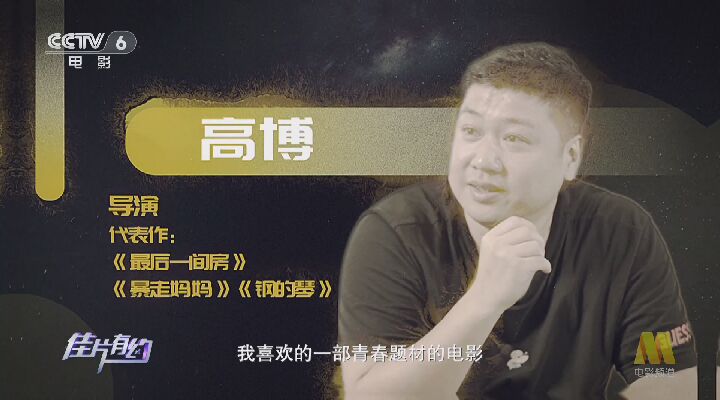 CCTV 6
电影
高博
导演
代表作：
《最后一间房》
《暴走妈妈》《钢的琴》
GUESS
佳片有约
我喜欢的一部青春题材的电影
电影频道